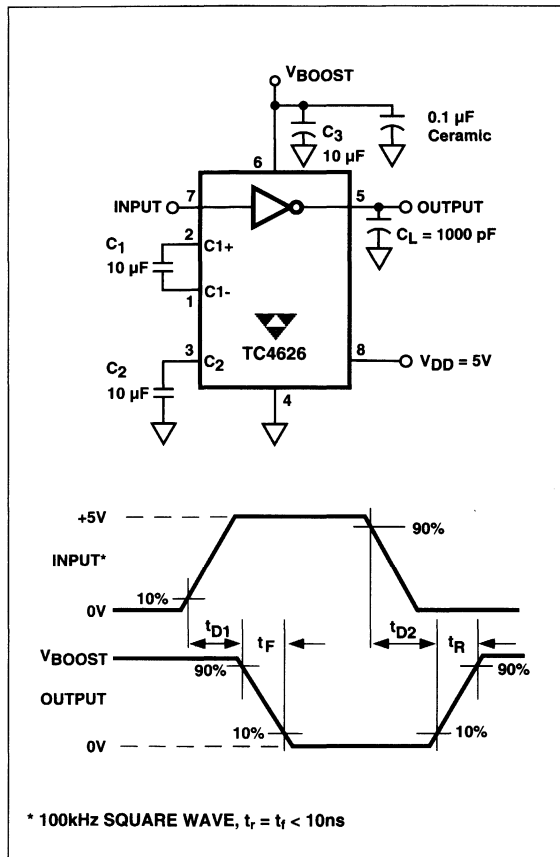 VBOOST
0.1 µF
Ceramic
C3
10 µF
6
INPUT
7
5
OUTPUT
CL = 1000 pF
C1
10 µF
2
C1+
1
C1-
TC4626
3
C2
8
VDD = 5V
C2
10 µF
4
+5V
90%
INPUT*
10%
0V
tD1
tF
tD2
tR
VBOOST
90%
90%
OUTPUT
10%
10%
0V
* 100kHz SQUARE WAVE, tr = tf < 10ns